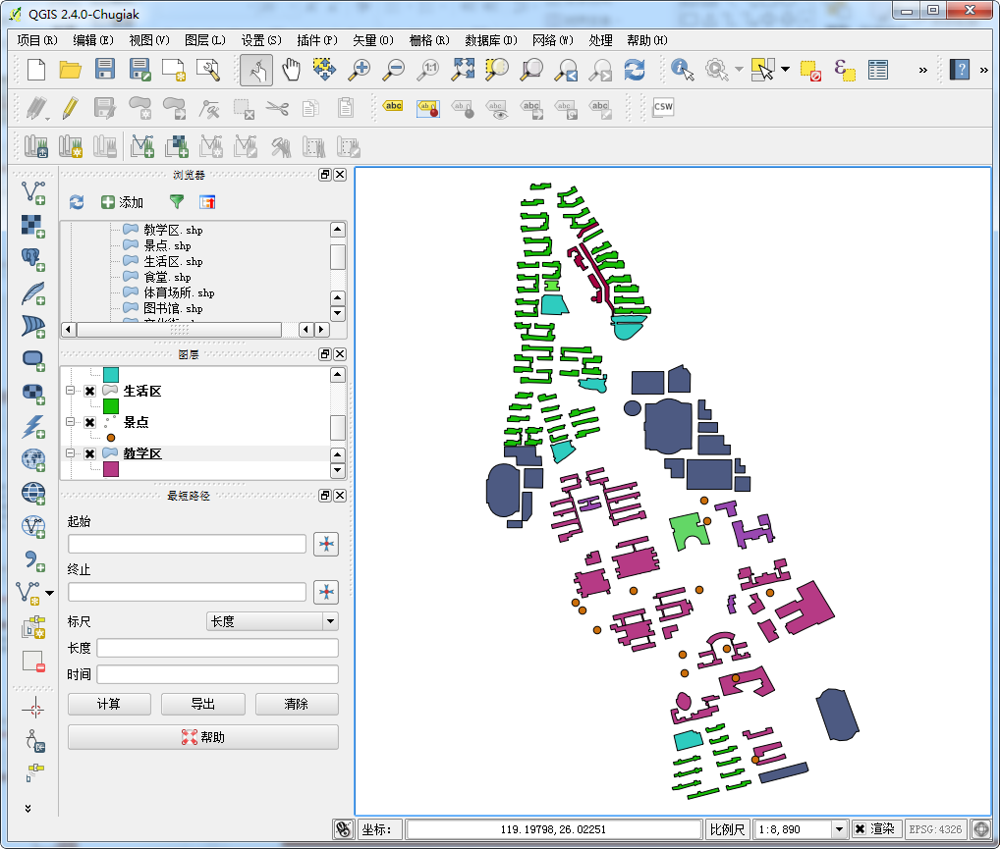 QGIS 2.4.0-Chugiak
项目(R) 编辑(E) 视图(V) 图层(L) 设置(S) 插件(P) 矢量(O) 栅格(R) 数据库(D) 网络(W) 处理 帮助(H)
1:1 » »
abc CSW
浏览器
添加
教学区.shp
景点.shp
生活区.shp
食堂.shp
体育场所.shp
图书馆.shp
图层
生活区
景点
教学区
最短路径
起始
终止
标尺 长度
长度
时间
计算 导出 清除
帮助
坐标: 119.19798,26.02251 比例尺 1:8,890 渲染 EPSG:4326